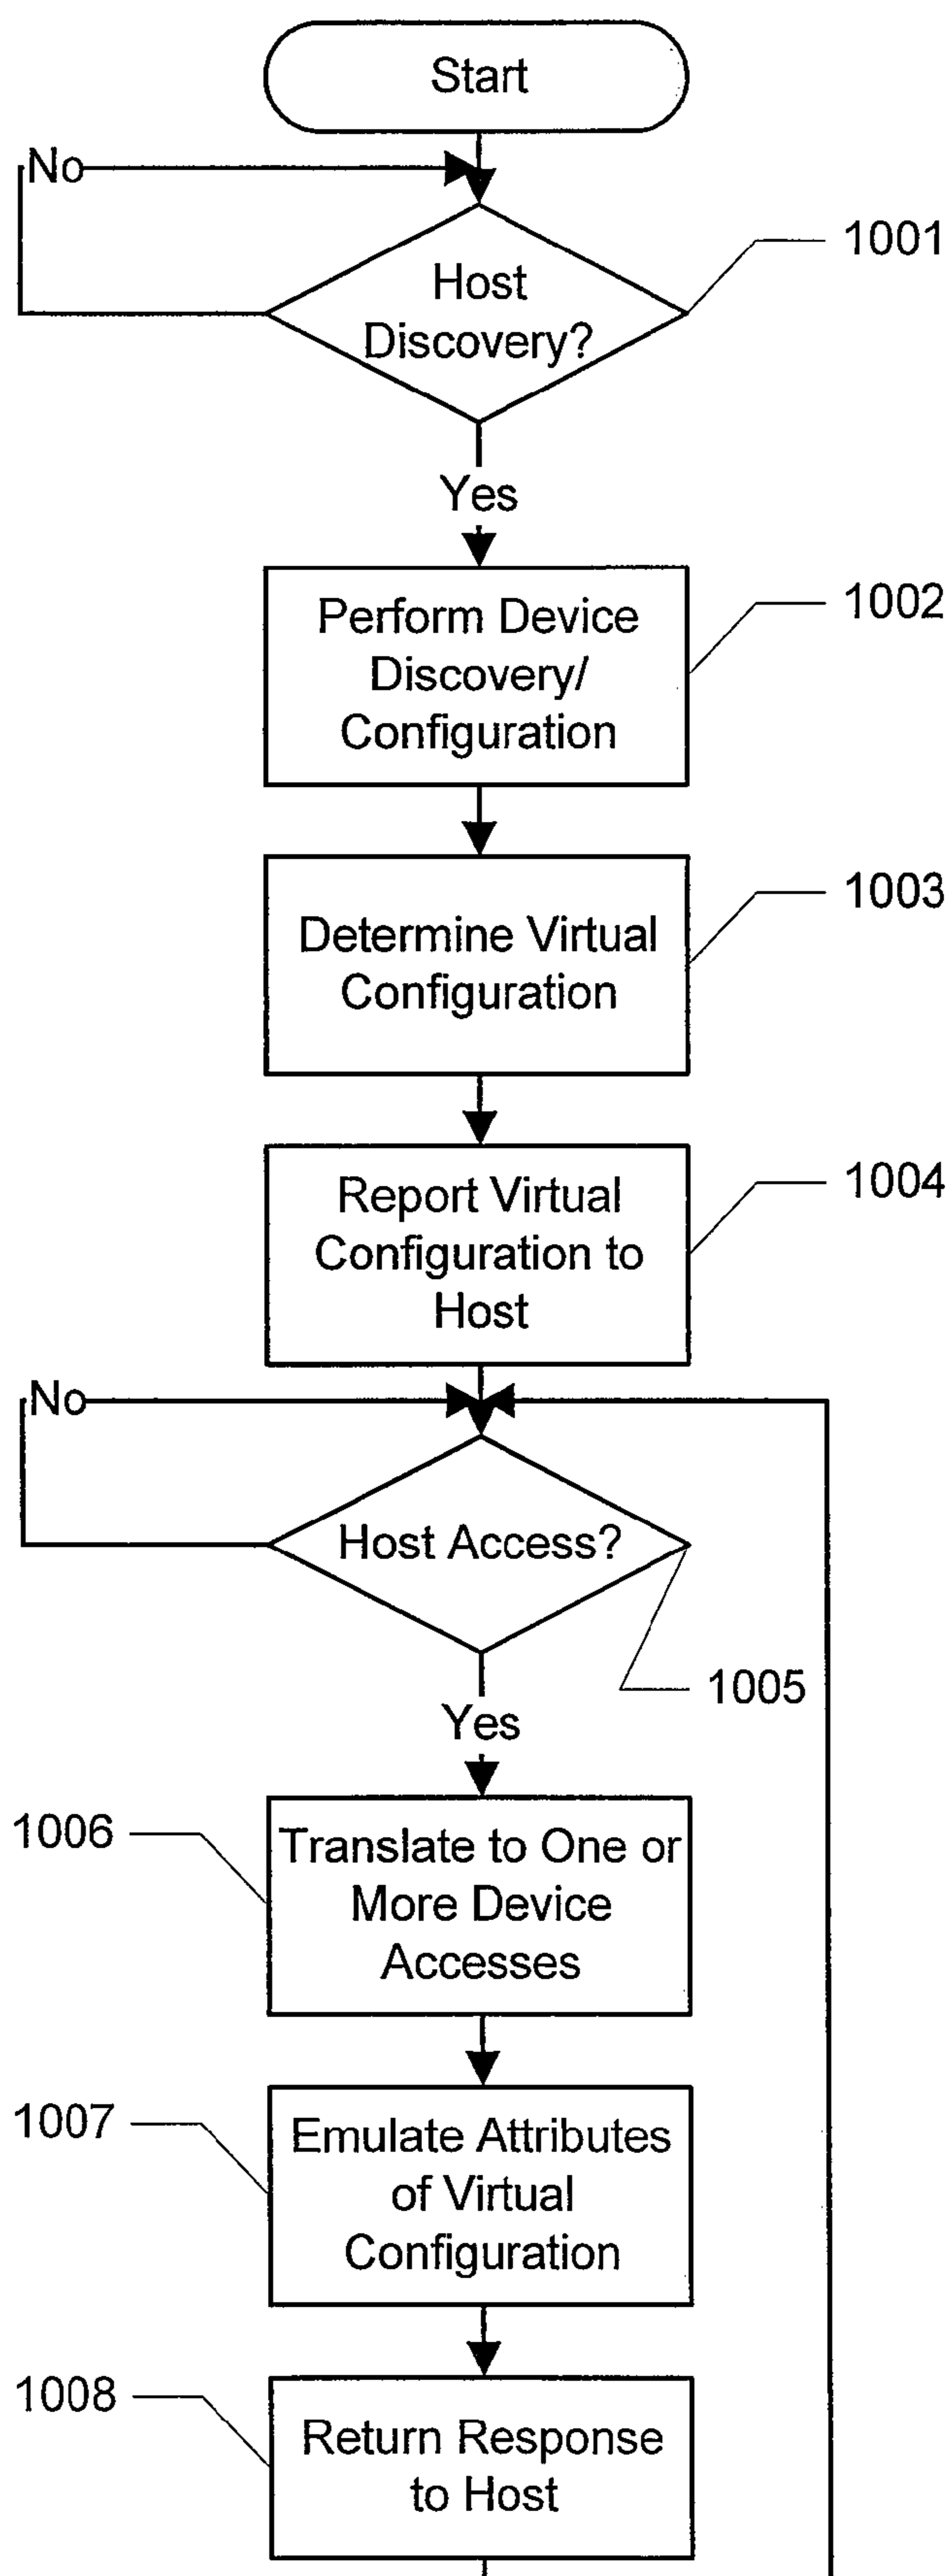 Start
No
Host
Discovery?
1001
Yes
Perform Device
Discovery/
Configuration
1002
Determine Virtual
Configuration
1003
Report Virtual
Configuration to
Host
1004
No
Host Access?
1005
Yes
1006
Translate to One or
More Device
Accesses
1007
Emulate Attributes
of Virtual
Configuration
1008
Return Response
to Host